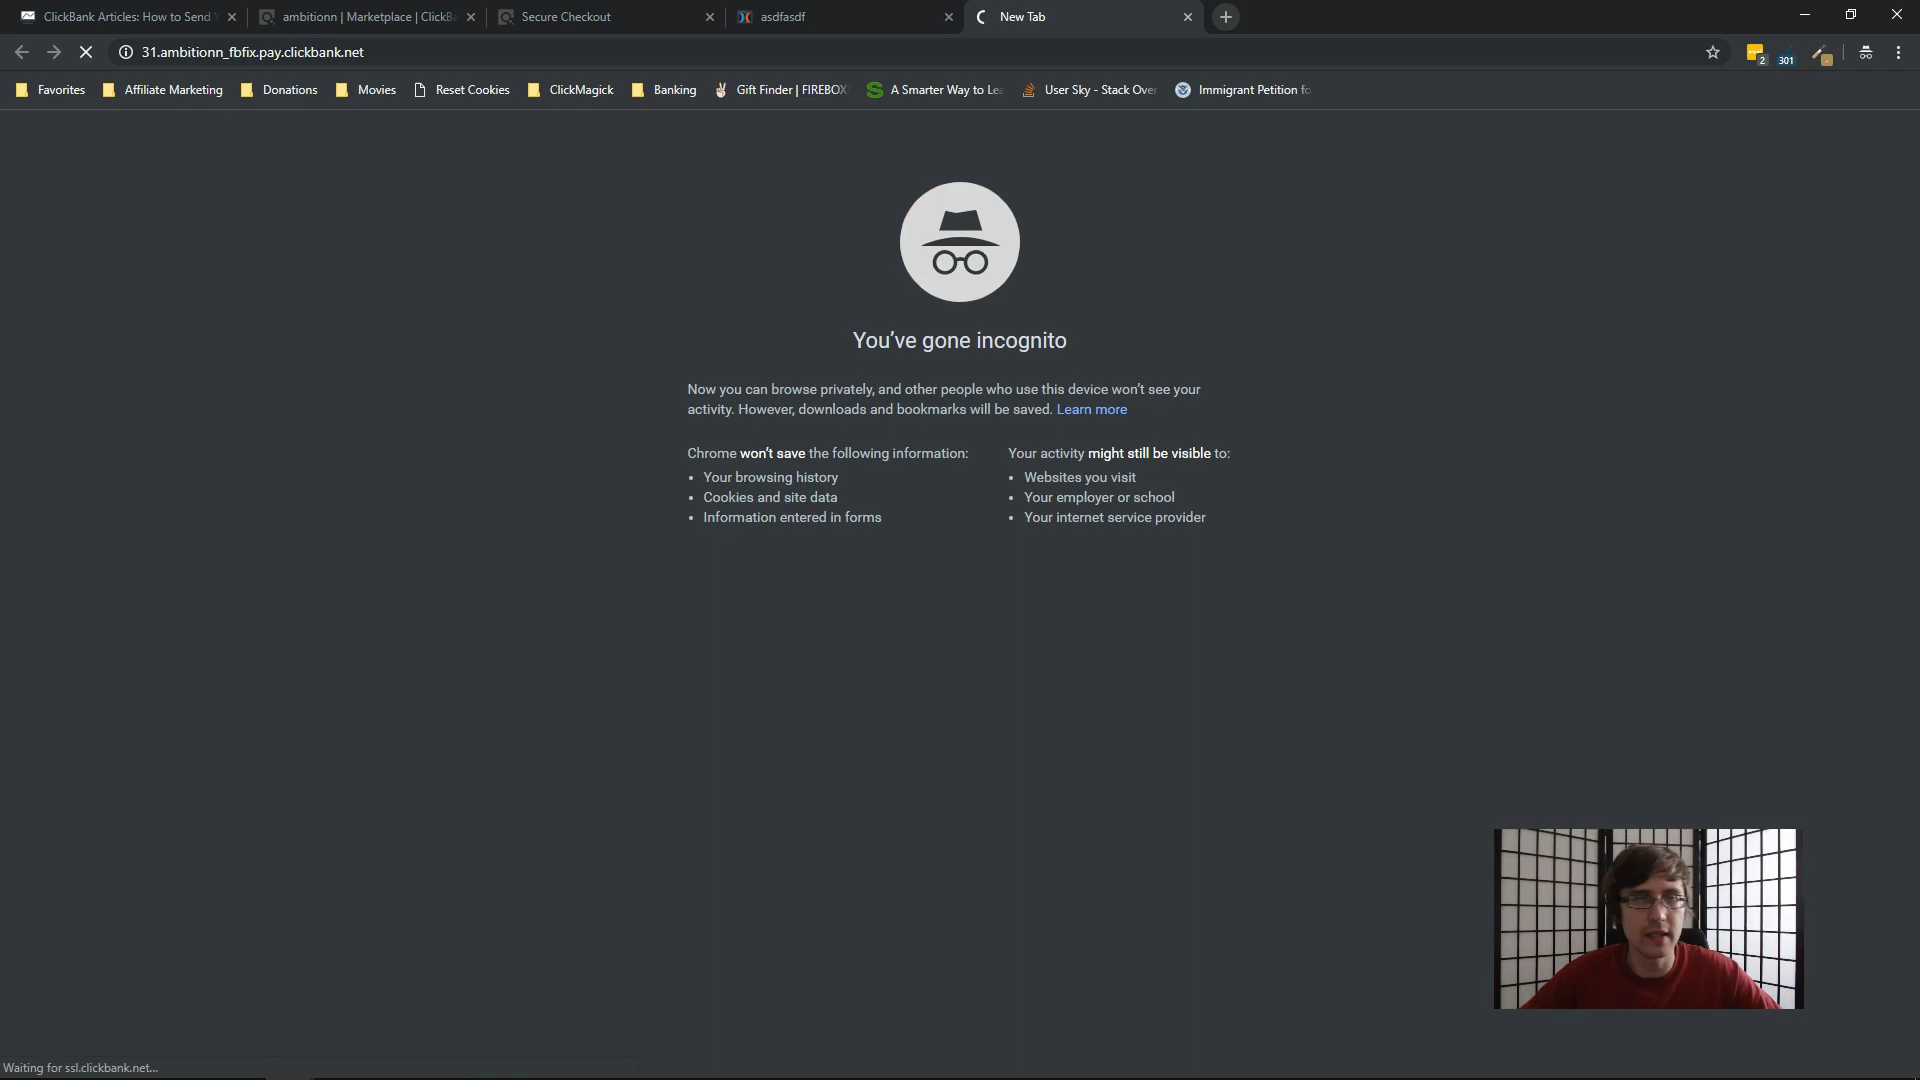 ClickBank Articles: How to Send Y
ambitionn | Marketplace | ClickBa
Secure Checkout
asdfasdf
New Tab
31.ambitionn_fbfix.pay.clickbank.net
2
301
Favorites
Affiliate Marketing
Donations
Movies
Reset Cookies
ClickMagick
Banking
Gift Finder | FIREBOX
A Smarter Way to Lea
User Sky - Stack Over
Immigrant Petition fo
You've gone incognito
Now you can browse privately, and other people who use this device won't see your
activity. However, downloads and bookmarks will be saved. Learn more
Chrome won't save the following information:
• Your browsing history
• Cookies and site data
• Information entered in forms
Your activity might still be visible to:
• Websites you visit
• Your employer or school
• Your internet service provider
Waiting for ssl.clickbank.net...